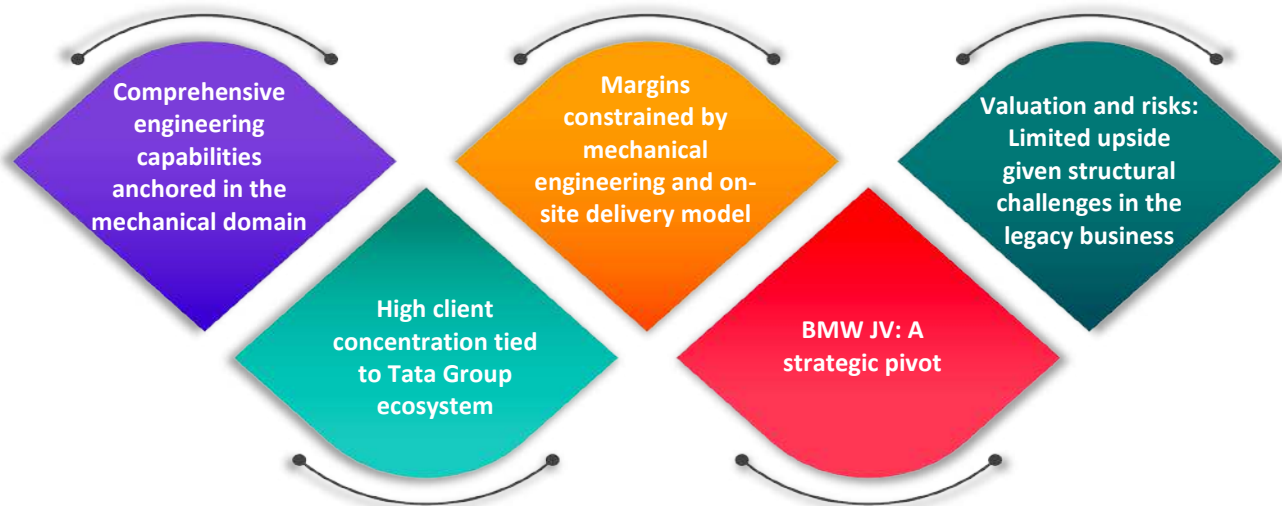 Comprehensive
engineering
capabilities
anchored in the
mechanical domain
High client
concentration tied
to Tata Group
ecosystem
Margins
constrained by
mechanical
engineering and on-
site delivery model
BMW JV: A
strategic pivot
Valuation and risks:
Limited upside
given structural
challenges in the
legacy business